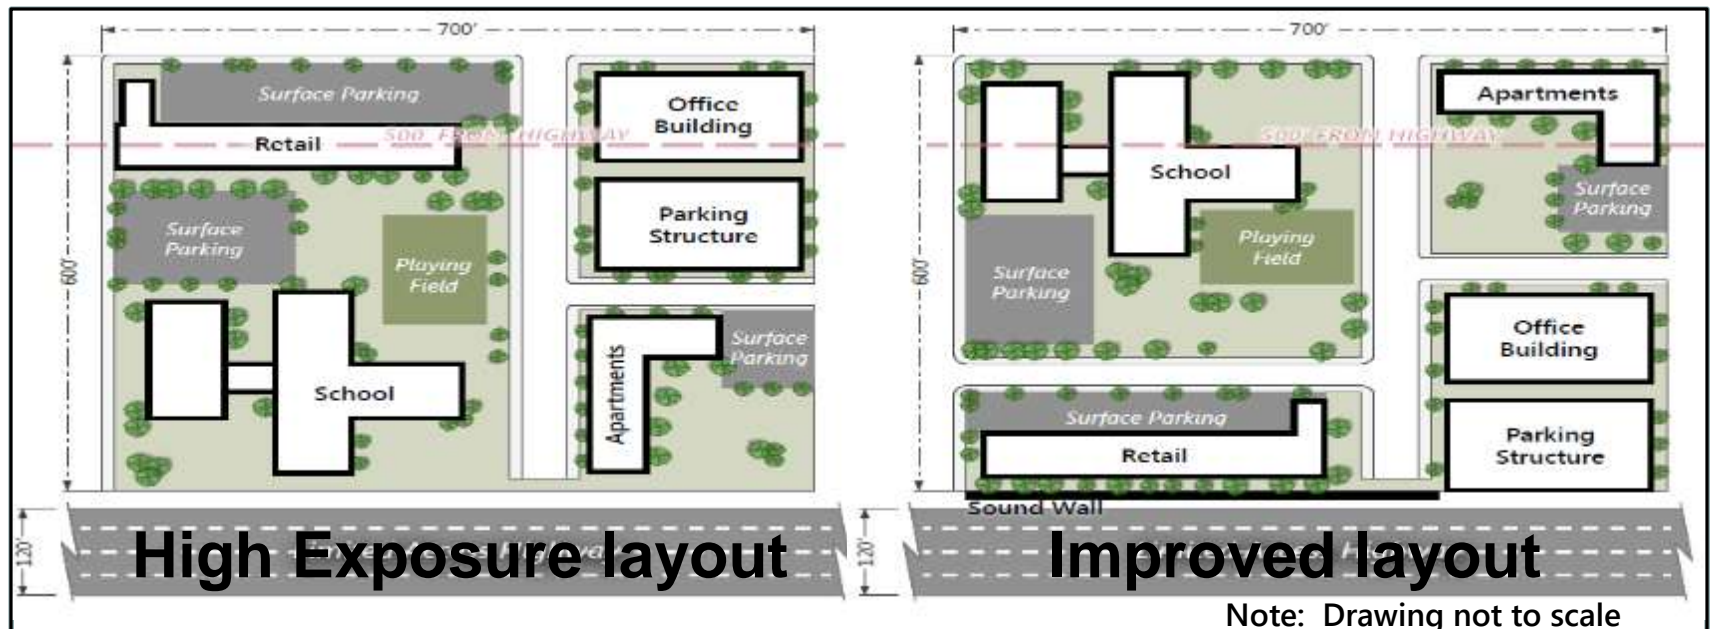 700'
Surface Parking
Office
Building
500' FROM HIGHWAY
Retail
Surface
Parking
Parking
Structure
Playing
Field
600'
Surface
Parking
Apartments
School
120'
High Exposure layout
700'
Apartments
500' FROM HIGHWAY
School
Surface
Parking
Playing
Field
600'
Surface
Parking
Office
Building
Surface Parking
Retail
Parking
Structure
Sound Wall
120'
Improved layout
Note: Drawing not to scale